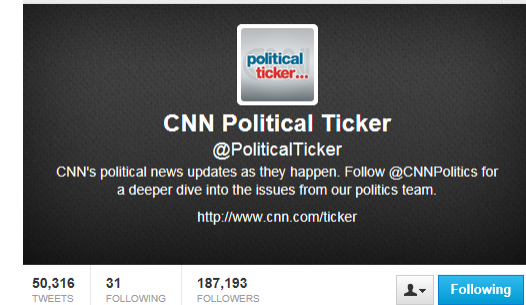 political
ticker...
CNN Political Ticker
@PoliticalTicker
CNN's political news updates as they happen. Follow @CNNPolitics for
a deeper dive into the issues from our politics team.
http://www.cnn.com/ticker
50,316 31 187,193
TWEETS FOLLOWING FOLLOWERS
Following